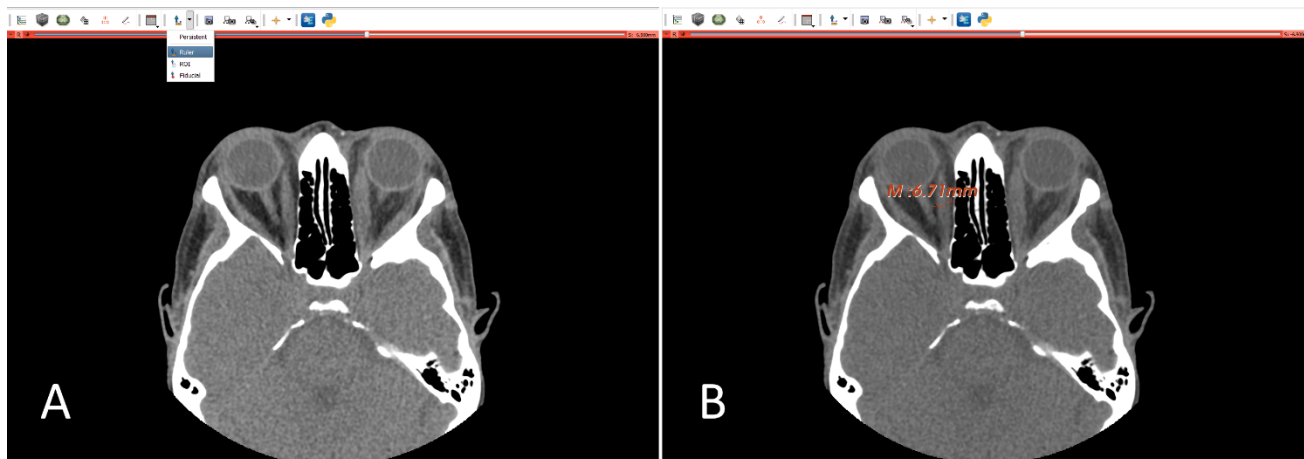 Persistent
Ruler
ROI
Fiducial
R
M :6.71mm
A
B